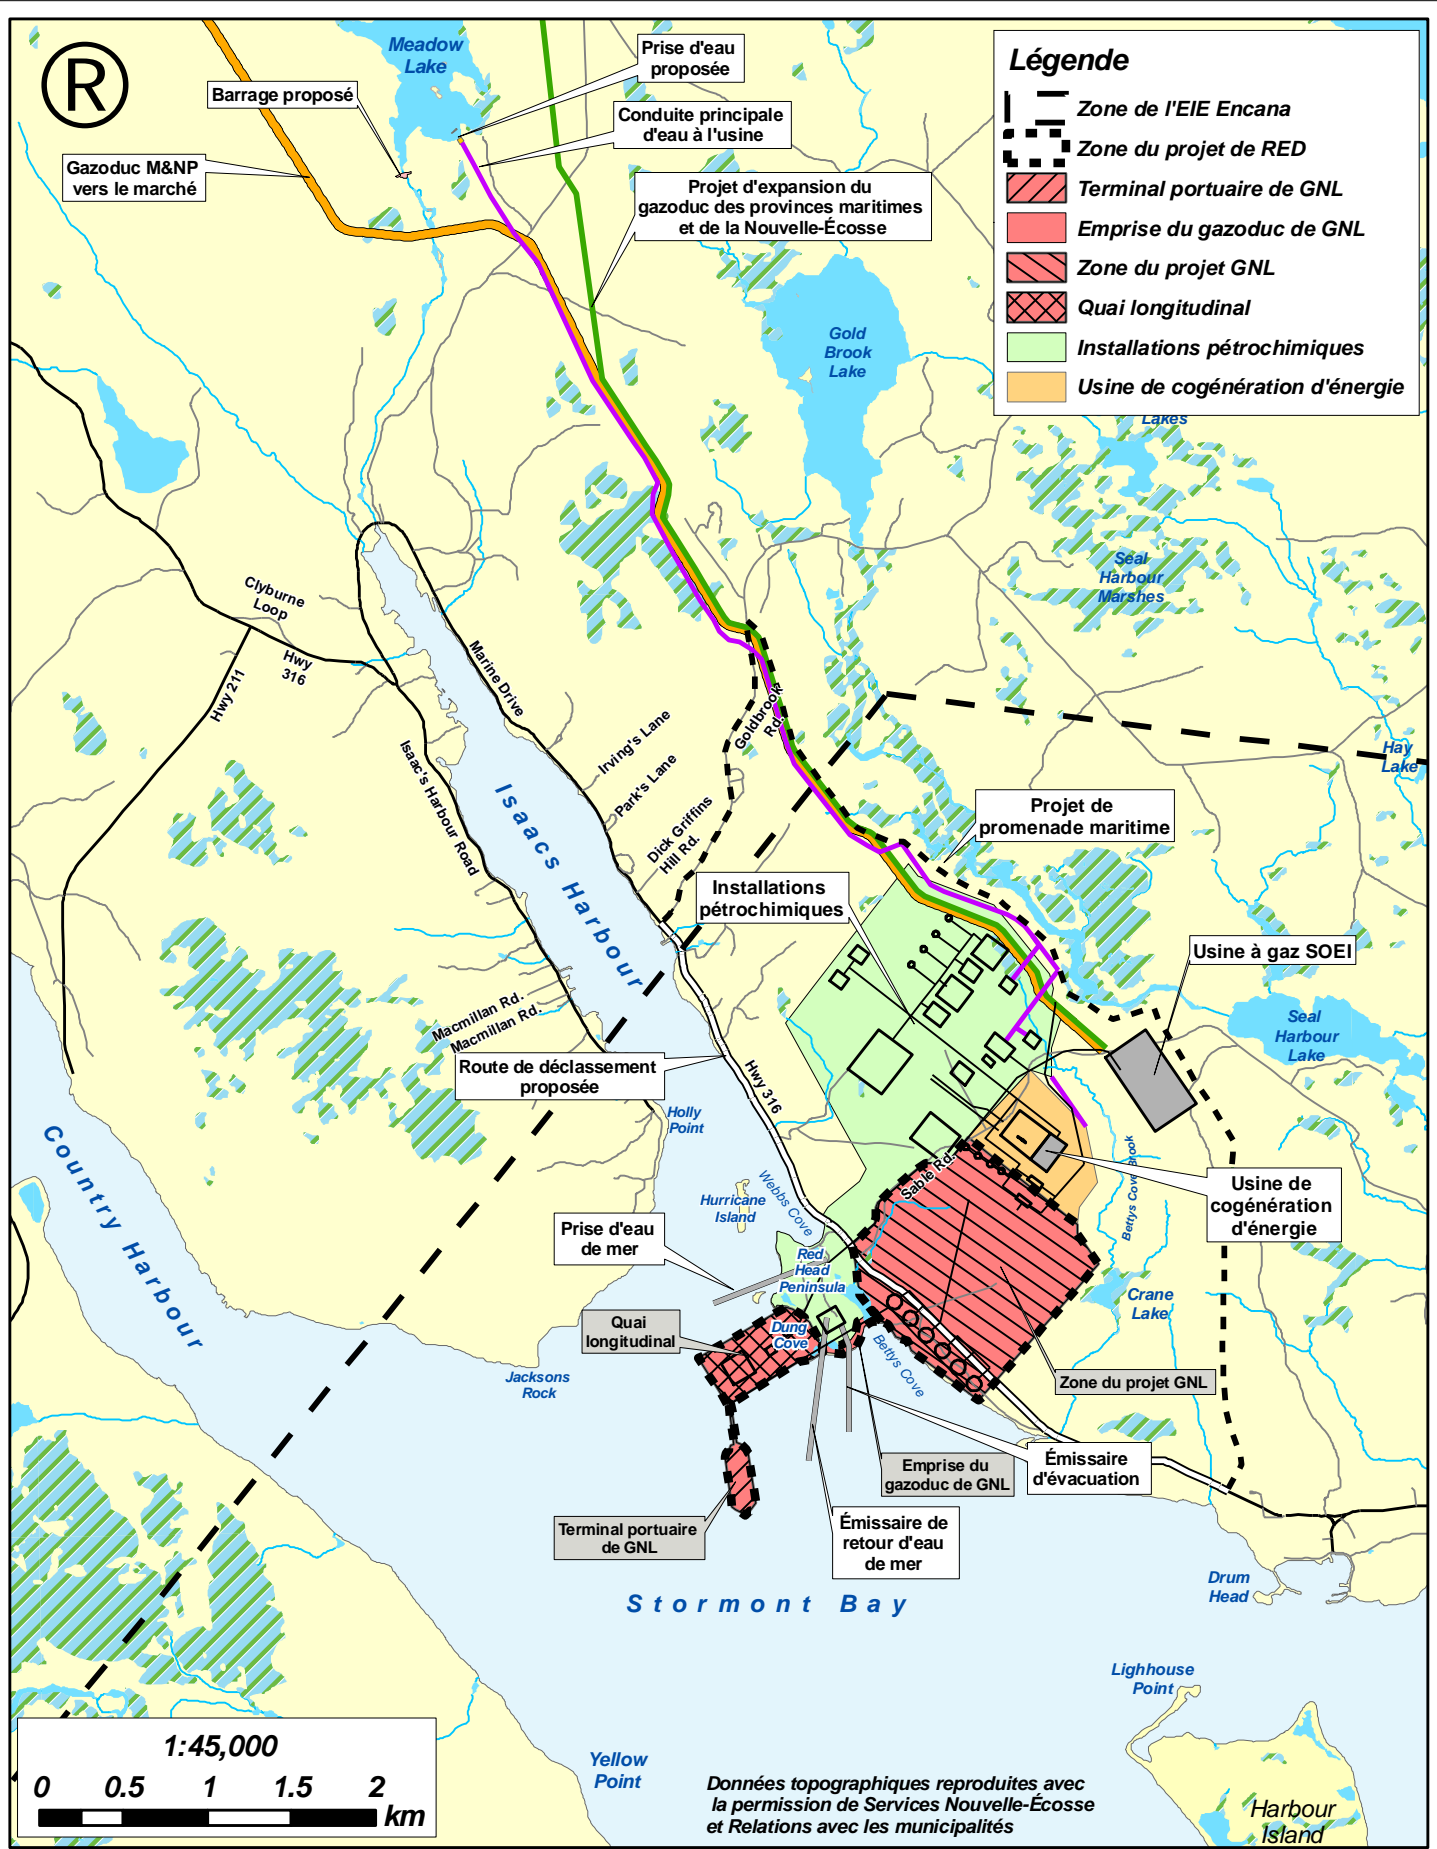 R
Meadow
Lake
Prise d'eau
proposée
Barrage proposé
Conduite principale
d'eau à l'usine
Gazoduc M&NP
vers le marché
Projet d'expansion du
gazoduc des provinces maritimes
et de la Nouvelle-Écosse
Légende
Zone de l'EIE Encana
Zone du projet de RED
Terminal portuaire de GNL
Emprise du gazoduc de GNL
Zone du projet GNL
Quai longitudinal
Installations pétrochimiques
Usine de cogénération d'énergie
Lakes
Gold
Brook
Lake
Seal
Harbour
Marshes
Clyburne
Loop
Hwy
316
Hwy 211
Marine Drive
Isaac's Harbour Road
Isaacs Harbour
Irving's Lane
Park's Lane
Dick Griffins
Hill Rd.
Goldbrook
Rd.
Hay
Lake
Projet de
promenade maritime
Installations
pétrochimiques
Usine à gaz SOEI
Macmillan Rd.
Macmillan Rd.
Seal
Harbour
Lake
Route de déclassement
proposée
Hwy 316
Holly
Point
Country Harbour
Webbs Cove
Hurricane
Island
Sable Rd.
Bettys Cove Brook
Usine de
cogénération
d'énergie
Prise d'eau
de mer
Red
Head
Peninsula
Crane
Lake
Quai
longitudinal
Dung
Cove
Bettys Cove
Jacksons
Rock
Zone du projet GNL
Emprise du
gazoduc de GNL
Émissaire
d'évacuation
Terminal portuaire
de GNL
Émissaire de
retour d'eau
de mer
Stormont Bay
Drum
Head
Lighhouse
Point
Yellow
Point
Harbour
Island
1:45,000
0 0.5 1 1.5 2
km
Données topographiques reproduites avec
la permission de Services Nouvelle-Écosse
et Relations avec les municipalités